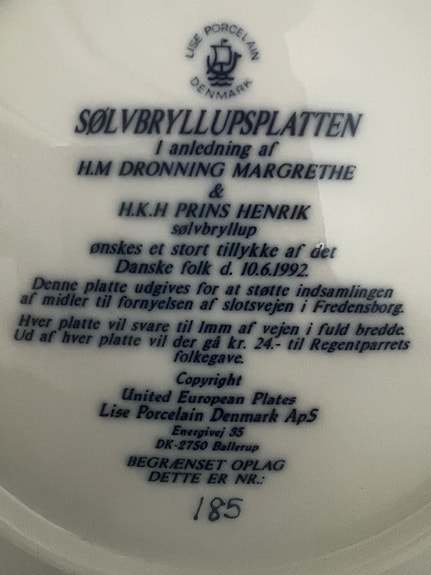 LISE PORCELAIN
DENMARK
SØLVBRYLLUPSPLATTEN
I anledning af
H.M DRONNING MARGRETHE
&
H.K.H PRINS HENRIK
sølvbryllup
ønskes et stort tillykke af det
Danske folk d. 10.6.1992.
Denne platte udgives for at støtte indsamlingen
af midler til fornyelsen af slotsvejen i Fredensborg.
Hver platte vil svare til 1mm af vejen i fuld bredde.
Ud af hver platte vil der gå kr. 24.- til Regentparrets
folkegave.
Copyright
United European Plates
Lise Porcelain Denmark ApS
Energivej 35
DK-2750 Ballerup
BEGRÆNSET OPLAG
DETTE ER NR.:
185